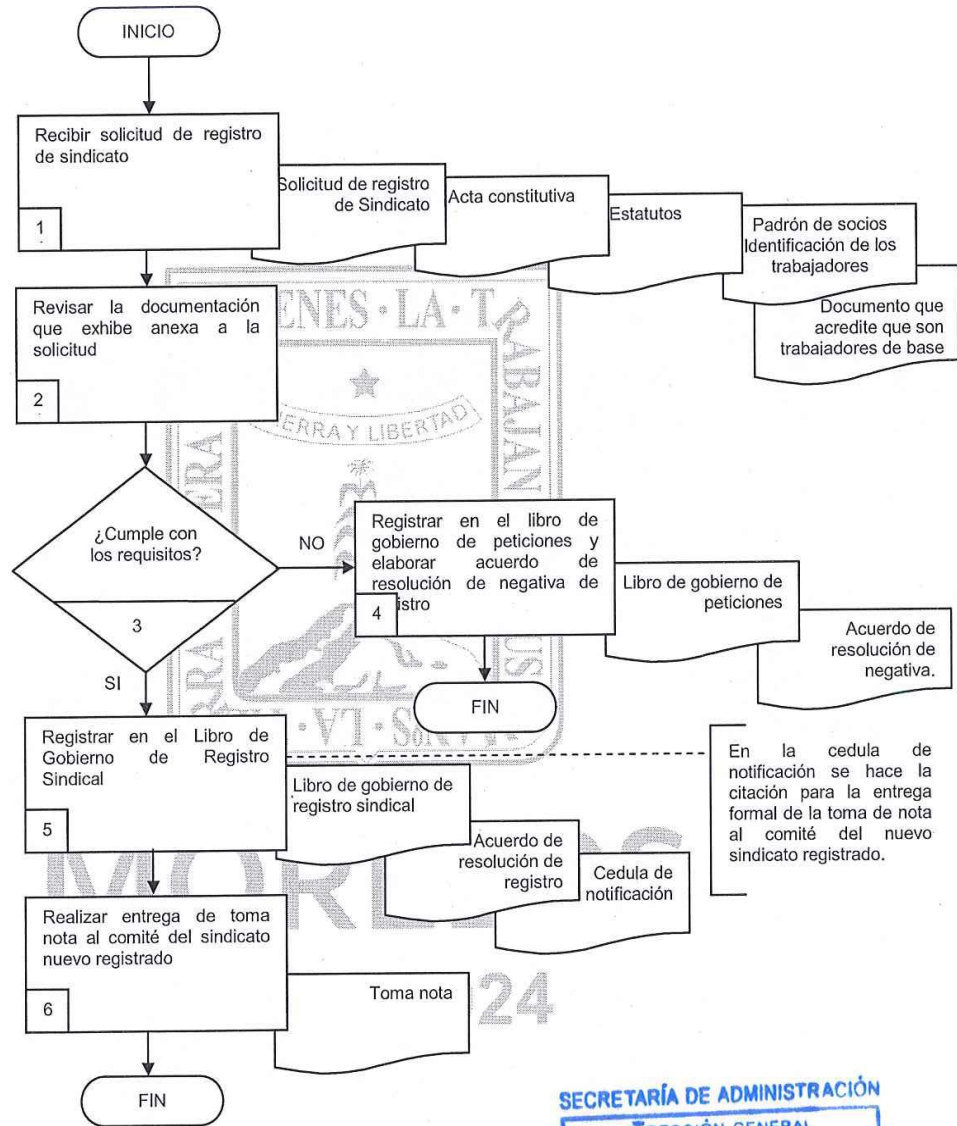 INICIO
Recibir solicitud de registro
de sindicato
1
Solicitud de registro
de Sindicato
Acta constitutiva
Estatutos
Padrón de socios
Identificación de los
trabajadores
Documento que
acredite que son
trabajadores de base
Revisar la documentación
que exhibe anexa a la
solicitud
2
¿Cumple con
los requisitos?
3
NO
Registrar en el libro de
gobierno de peticiones y
elaborar acuerdo de
resolución de negativa de
istro
4
Libro de gobierno de
peticiones
Acuerdo de
resolución de
negativa.
FIN
SI
Registrar en el Libro de
Gobierno de Registro
Sindical
5
Libro de gobierno de
registro sindical
Acuerdo de
resolución de
registro
Cedula de
notificación
En la cedula de
notificación se hace la
citación para la entrega
formal de la toma de nota
al comité del nuevo
sindicato registrado.
Realizar entrega de toma
nota al comité del sindicato
nuevo registrado
6
Toma nota
FIN
ENES · LA · T
RABAJAN
TIERRA Y LIBERTAD
24
SECRETARÍA DE ADMINISTRACIÓN
GENERAL